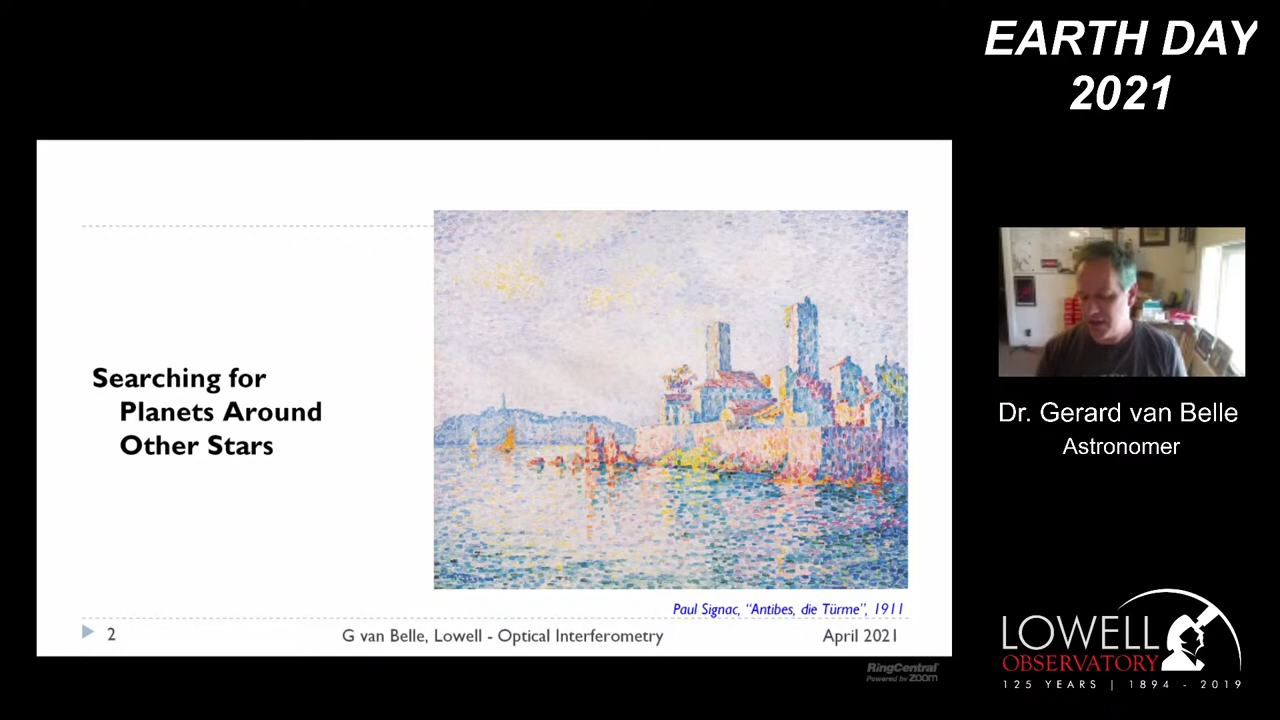 EARTH DAY
2021
Searching for
Planets Around
Other Stars
Paul Signac, “Antibes, die Türme”, 1911
2
G van Belle, Lowell - Optical Interferometry
April 2021
RingCentral
Powered by zoom
Dr. Gerard van Belle
Astronomer
LOWELL
OBSERVATORY
125 YEARS | 1894 - 2019